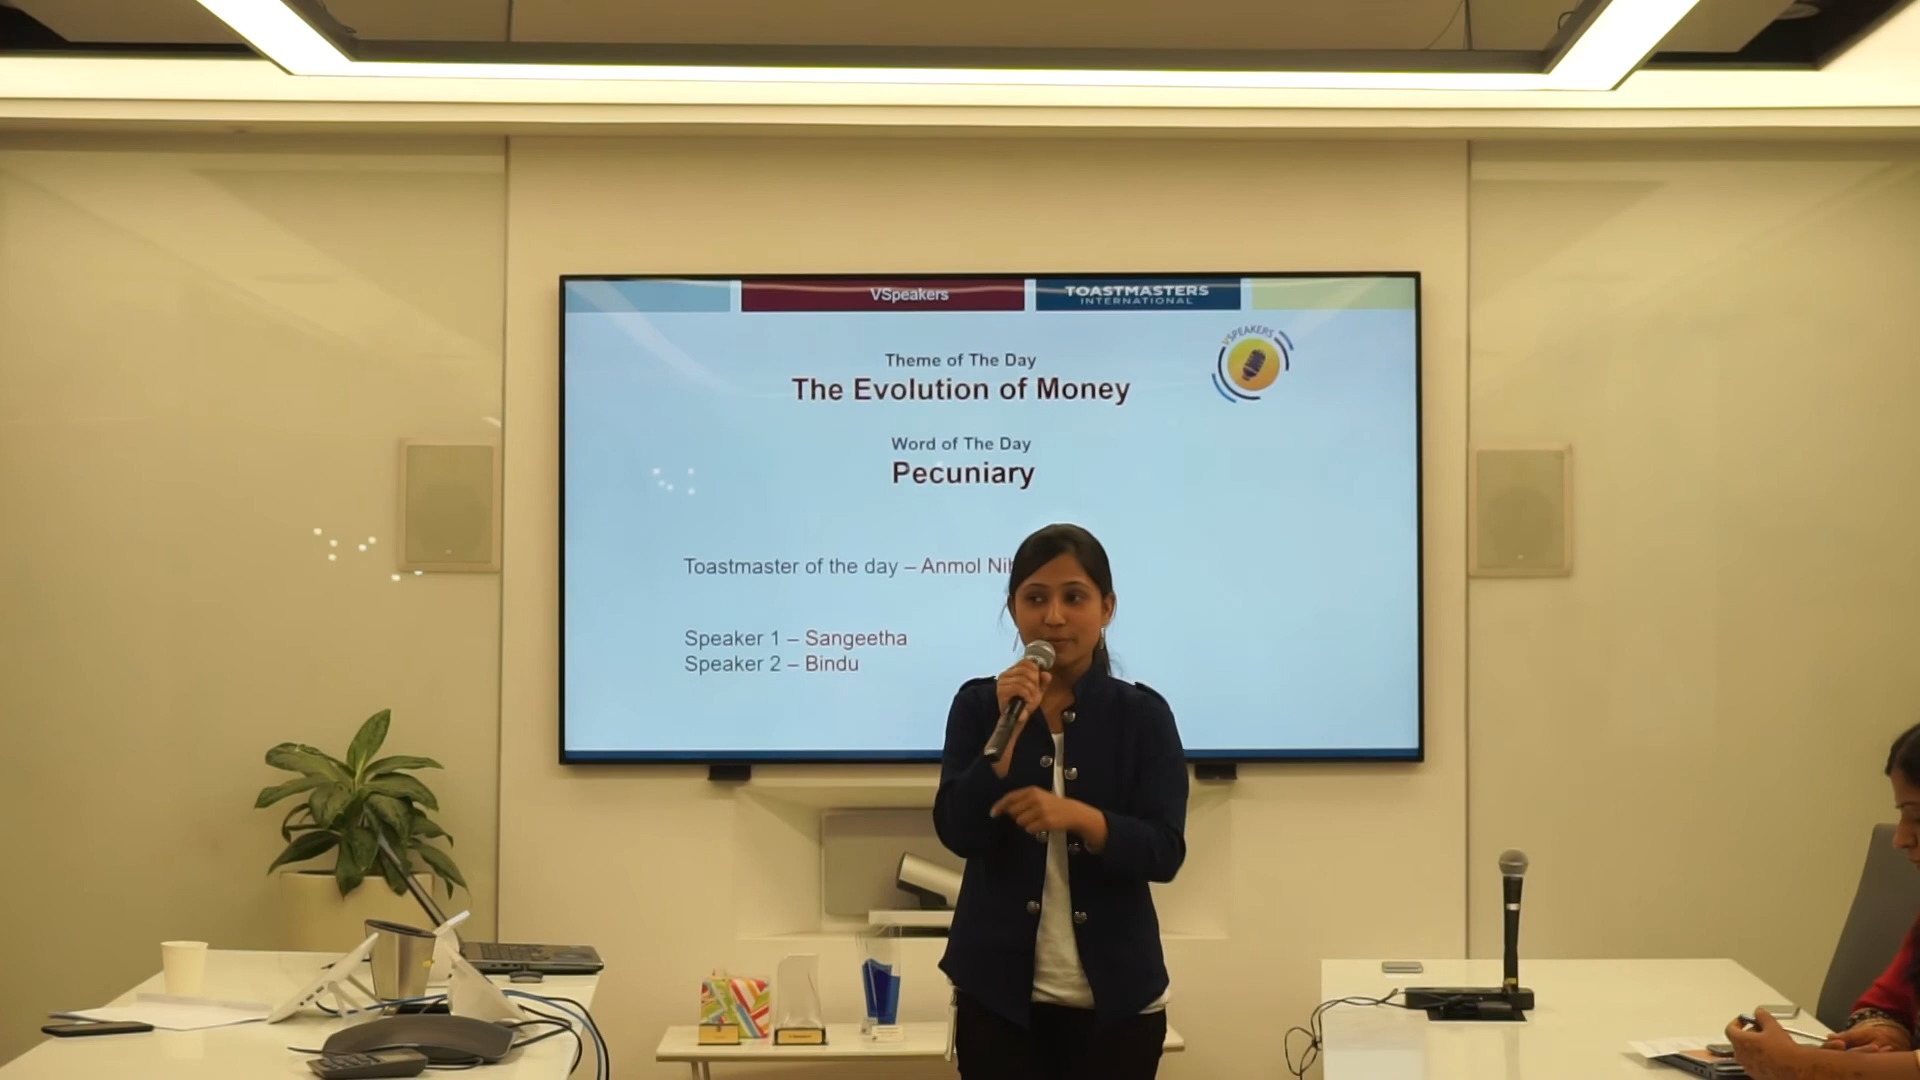 VSpeakers
TOASTMASTERS
INTERNATIONAL
VSPEAKERS
Theme of The Day
The Evolution of Money
Word of The Day
Pecuniary
Toastmaster of the day – Anmol
Speaker 1 – Sangeetha
Speaker 2 – Bindu